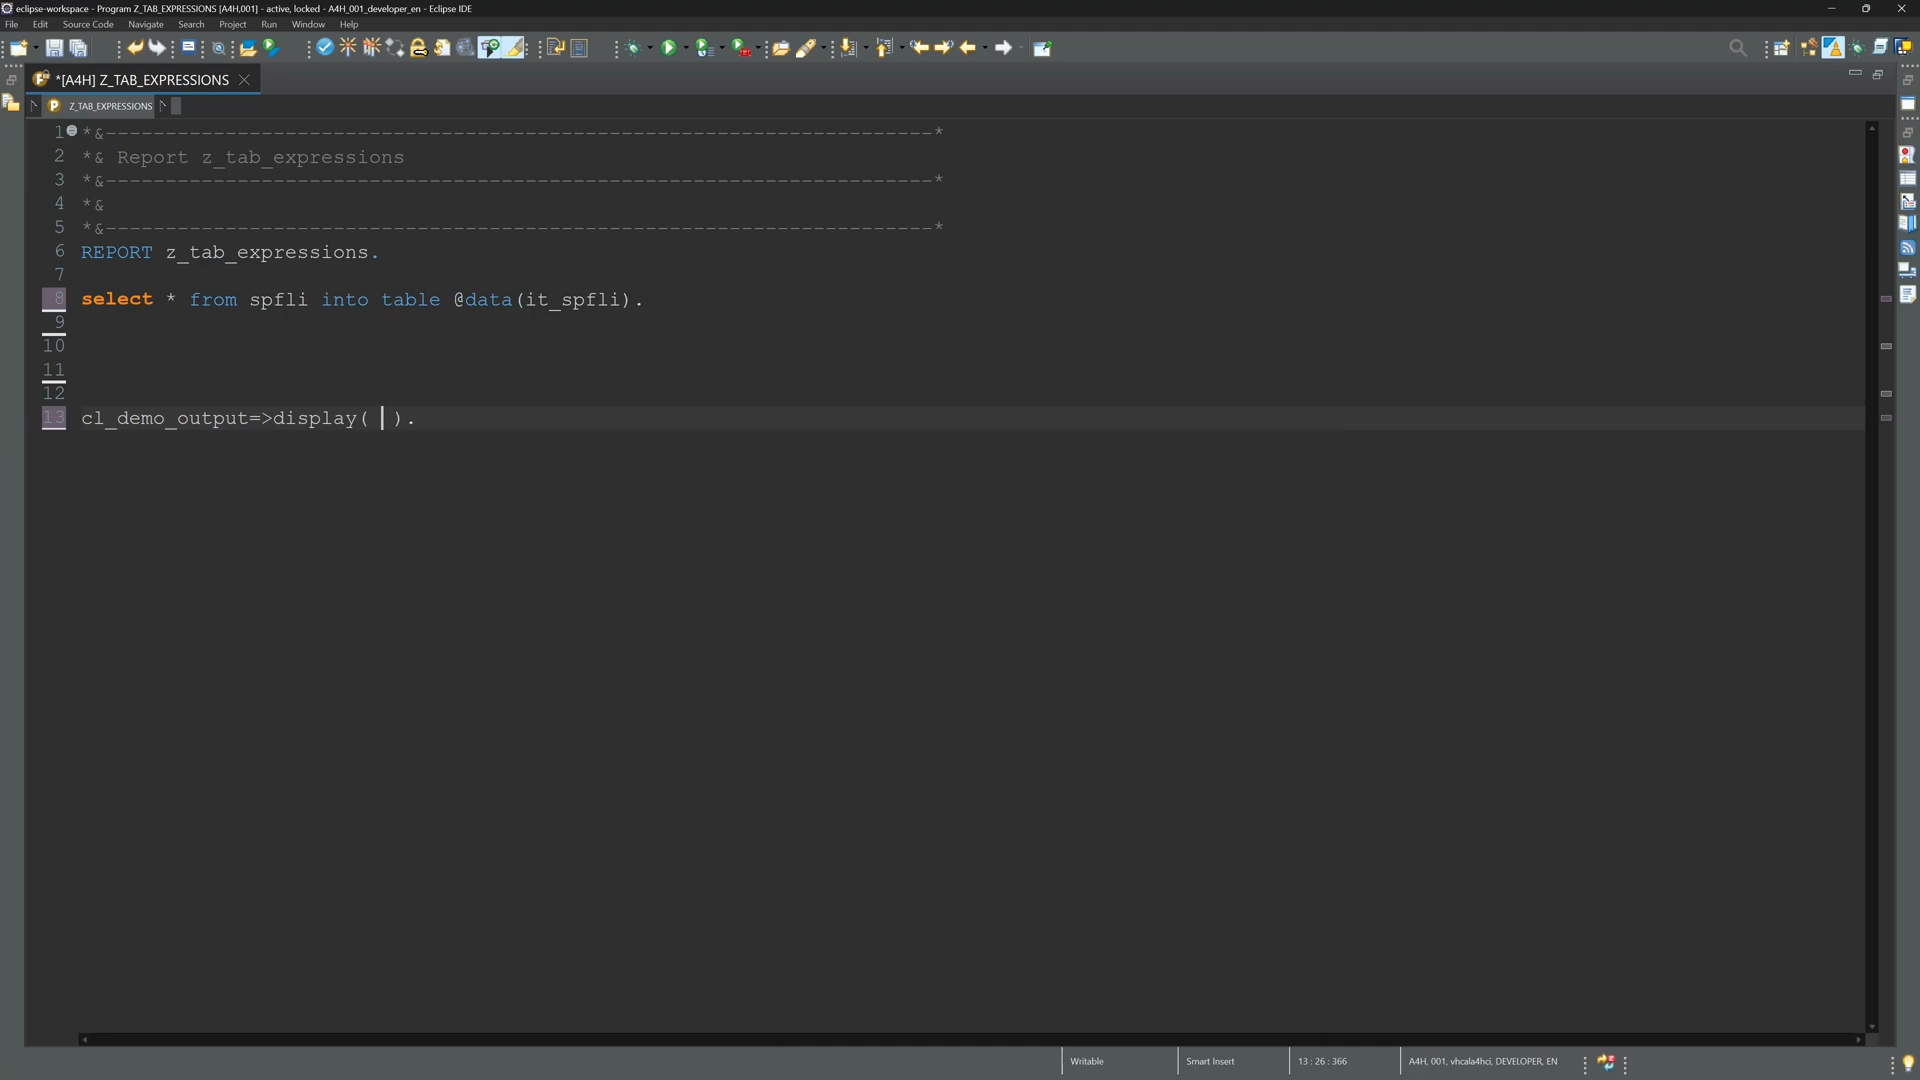 eclipse-workspace - Program Z_TAB_EXPRESSIONS [A4H,001] - active, locked - A4H_001_developer_en - Eclipse IDE
File Edit Source Code Navigate Search Project Run Window Help
*[A4H] Z_TAB_EXPRESSIONS
Z_TAB_EXPRESSIONS
1 *&---------------------------------------------------------------------*
2 *& Report z_tab_expressions
3 *&---------------------------------------------------------------------*
4 *&
5 *&---------------------------------------------------------------------*
6 REPORT z_tab_expressions.
7
8 select * from spfli into table @data(it_spfli).
9
10
11
12
13 cl_demo_output=>display( ).
Writable Smart Insert 13 : 26 : 366 A4H, 001, vhcala4hci, DEVELOPER, EN